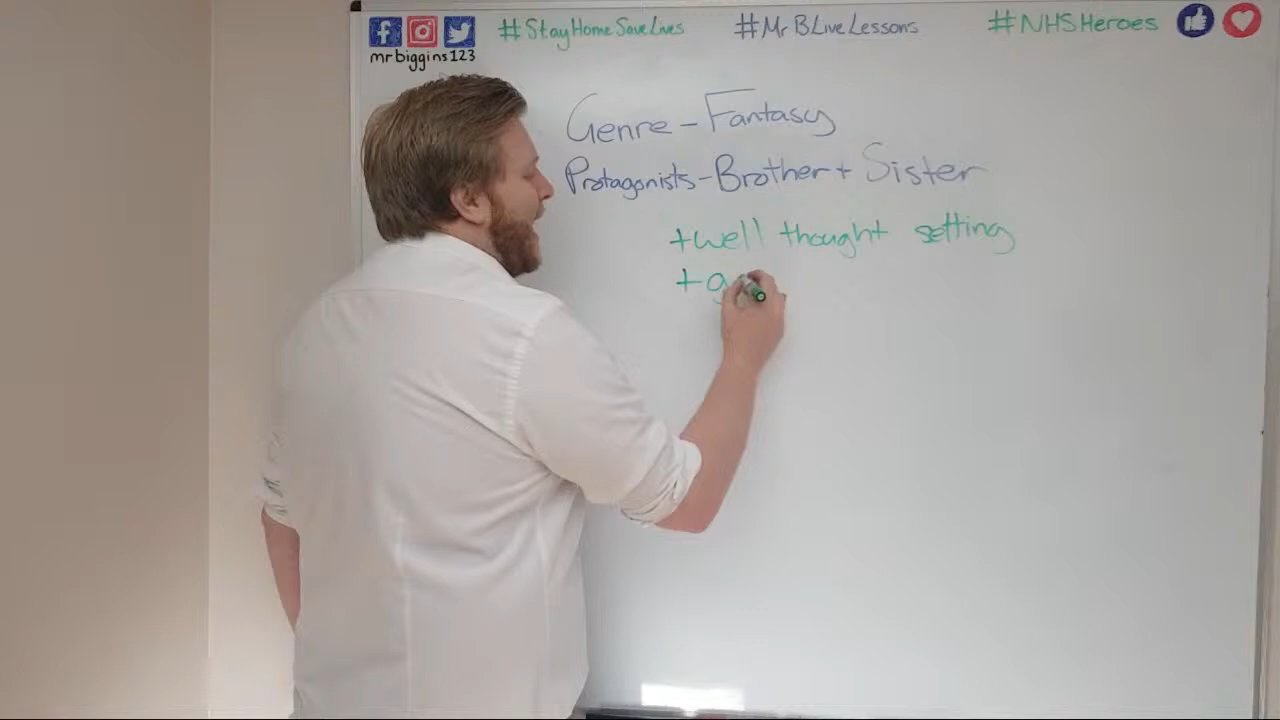 #StayHomeSaveLives #MrBLiveLessons #NHSHeroes
mrbiggins123
Genre - Fantasy
Protagonists - Brother + Sister
+ well thought setting
+ g